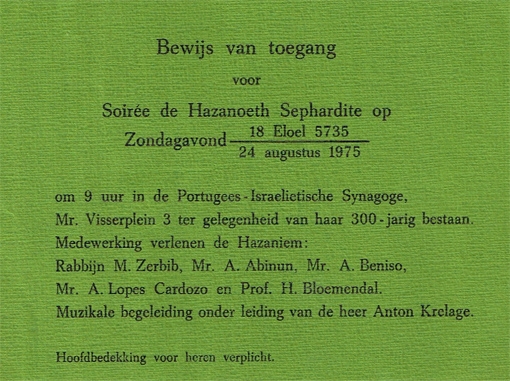 Bewijs van toegang
voor
Soirée de Hazanoeth Sephardite op
Zondagavond 18 Eloel 5735
24 augustus 1975
om 9 uur in de Portugees-Israelietische Synagoge,
Mr. Visserplein 3 ter gelegenheid van haar 300-jarig bestaan.
Medewerking verlenen de Hazaniem:
Rabbijn M. Zerbib, Mr. A. Abinun, Mr. A. Beniso,
Mr. A. Lopes Cardozo en Prof. H. Bloemendal.
Muzikale begeleiding onder leiding van de heer Anton Krelage.
Hoofdbedekking voor heren verplicht.